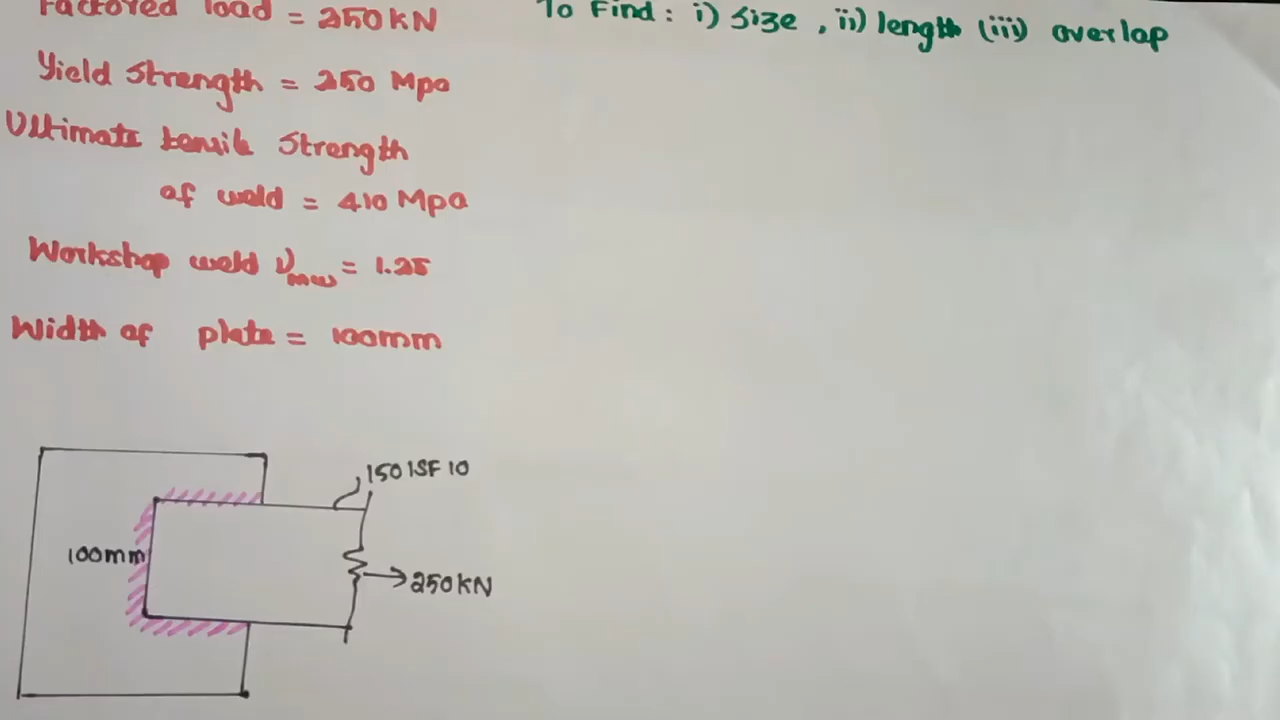 Factored load = 250 kN
To Find: i) Size, ii) length (iii) overlap
Yield Strength = 250 Mpa
Ultimate tensile Strength
of weld = 410 Mpa
Workshop weld γmw = 1.25
Width of plate = 100mm
150 ISF 10
100mm
250KN